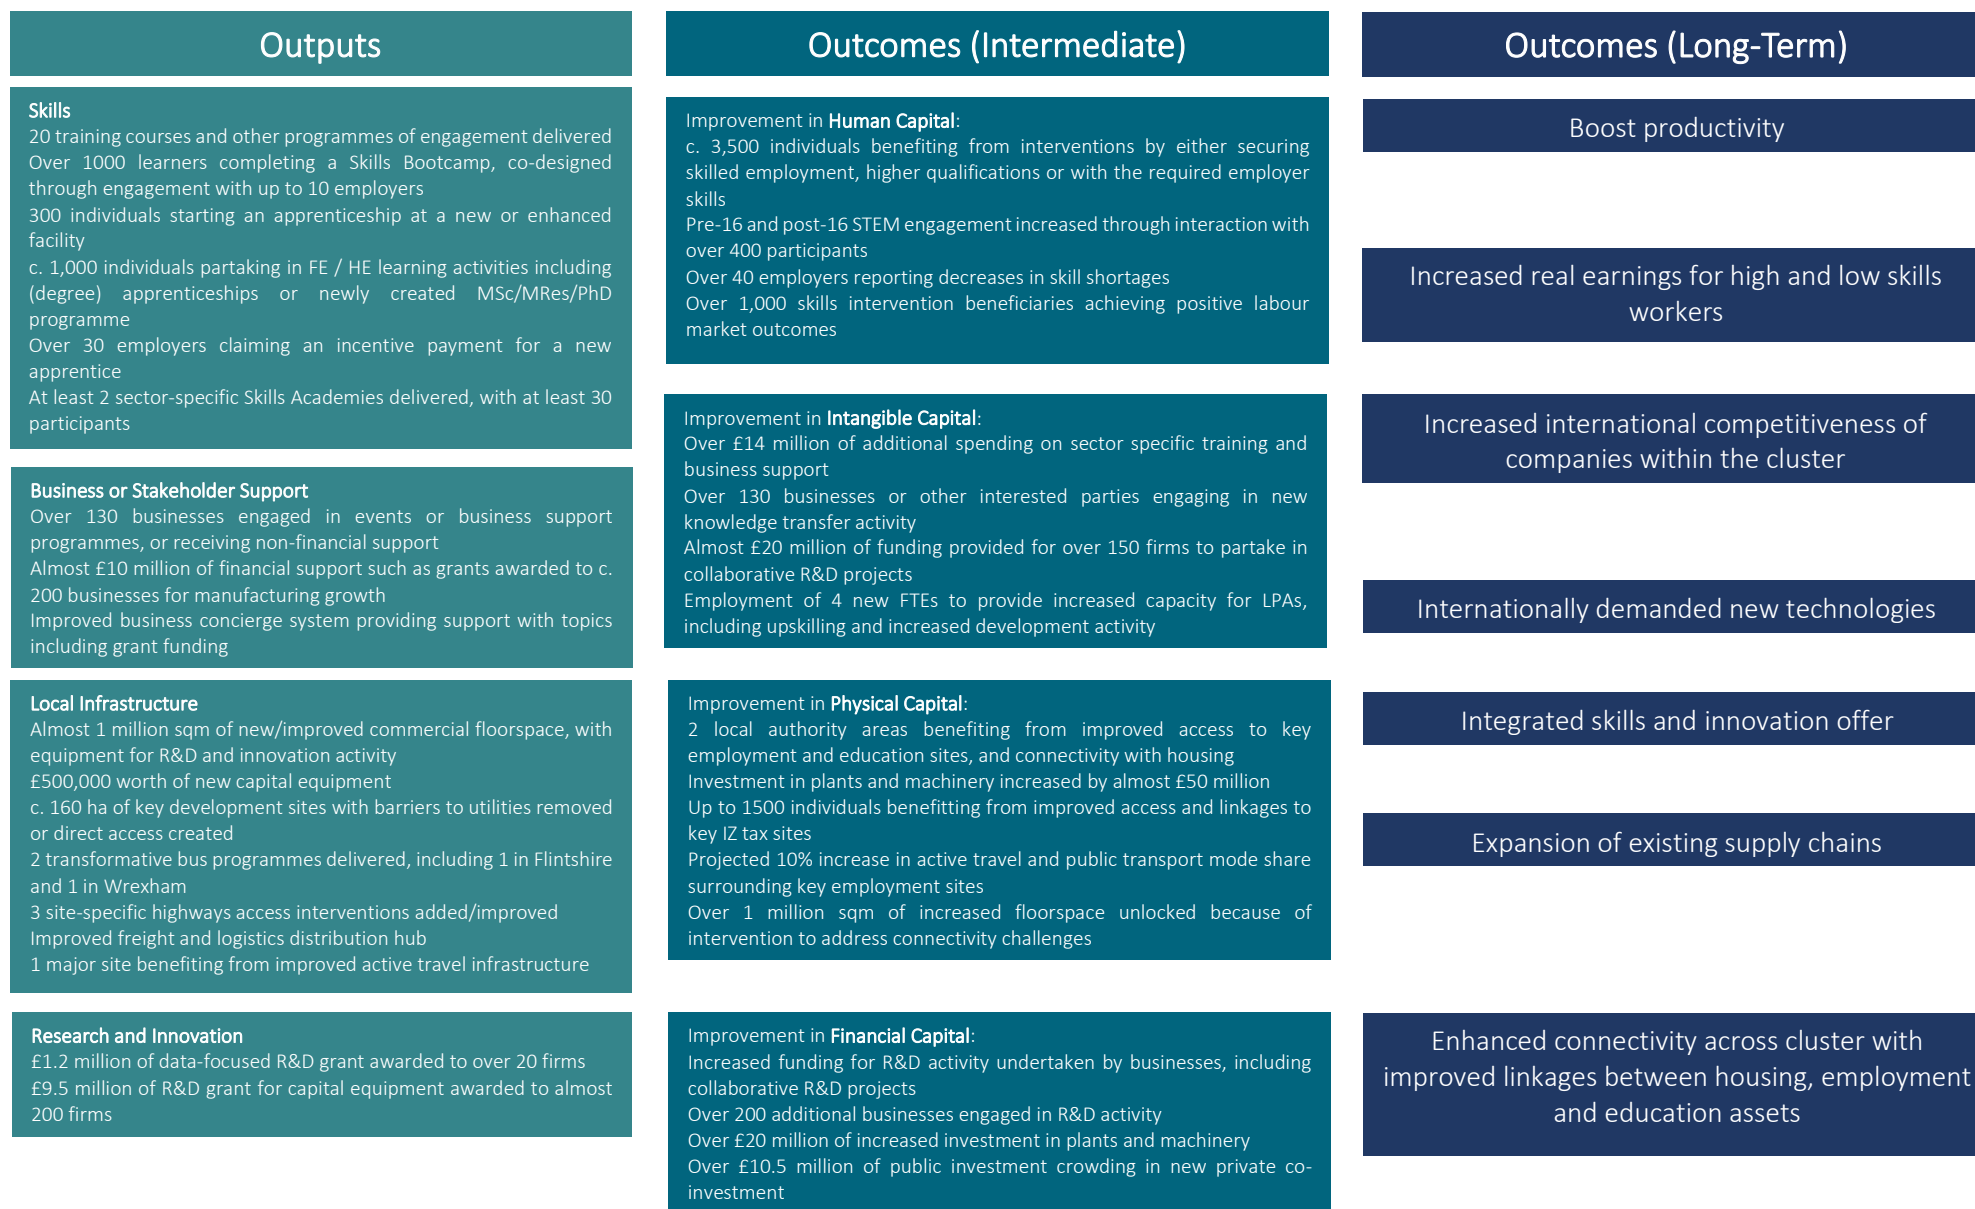 Outputs
Skills
20 training courses and other programmes of engagement delivered
Over 1000 learners completing a Skills Bootcamp, co-designed
through engagement with up to 10 employers
300 individuals starting an apprenticeship at a new or enhanced
facility
c. 1,000 individuals partaking in FE / HE learning activities including
(degree) apprenticeships or newly created MSc/MRes/PhD
programme
Over 30 employers claiming an incentive payment for a new
apprentice
At least 2 sector-specific Skills Academies delivered, with at least 30
participants
Business or Stakeholder Support
Over 130 businesses engaged in events or business support
programmes, or receiving non-financial support
Almost £10 million of financial support such as grants awarded to c.
200 businesses for manufacturing growth
Improved business concierge system providing support with topics
including grant funding
Local Infrastructure
Almost 1 million sqm of new/improved commercial floorspace, with
equipment for R&D and innovation activity
£500,000 worth of new capital equipment
c. 160 ha of key development sites with barriers to utilities removed
or direct access created
2 transformative bus programmes delivered, including 1 in Flintshire
and 1 in Wrexham
3 site-specific highways access interventions added/improved
Improved freight and logistics distribution hub
1 major site benefiting from improved active travel infrastructure
Research and Innovation
£1.2 million of data-focused R&D grant awarded to over 20 firms
£9.5 million of R&D grant for capital equipment awarded to almost
200 firms
Outcomes (Intermediate)
Improvement in Human Capital:
c. 3,500 individuals benefiting from interventions by either securing
skilled employment, higher qualifications or with the required employer
skills
Pre-16 and post-16 STEM engagement increased through interaction with
over 400 participants
Over 40 employers reporting decreases in skill shortages
Over 1,000 skills intervention beneficiaries achieving positive labour
market outcomes
Improvement in Intangible Capital:
Over £14 million of additional spending on sector specific training and
business support
Over 130 businesses or other interested parties engaging in new
knowledge transfer activity
Almost £20 million of funding provided for over 150 firms to partake in
collaborative R&D projects
Employment of 4 new FTEs to provide increased capacity for LPAs,
including upskilling and increased development activity
Improvement in Physical Capital:
2 local authority areas benefiting from improved access to key
employment and education sites, and connectivity with housing
Investment in plants and machinery increased by almost £50 million
Up to 1500 individuals benefitting from improved access and linkages to
key IZ tax sites
Projected 10% increase in active travel and public transport mode share
surrounding key employment sites
Over 1 million sqm of increased floorspace unlocked because of
intervention to address connectivity challenges
Improvement in Financial Capital:
Increased funding for R&D activity undertaken by businesses, including
collaborative R&D projects
Over 200 additional businesses engaged in R&D activity
Over £20 million of increased investment in plants and machinery
Over £10.5 million of public investment crowding in new private co-
investment
Outcomes (Long-Term)
Boost productivity
Increased real earnings for high and low skills
workers
Increased international competitiveness of
companies within the cluster
Internationally demanded new technologies
Integrated skills and innovation offer
Expansion of existing supply chains
Enhanced connectivity across cluster with
improved linkages between housing, employment
and education assets